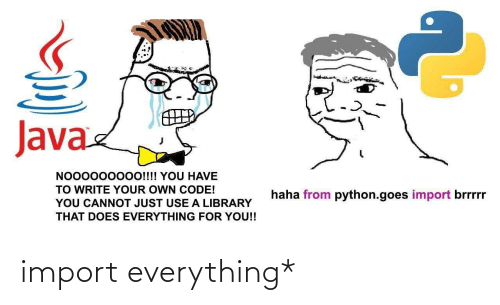 Java
NOOOOOOOOO!!!! YOU HAVE
TO WRITE YOUR OWN CODE!
YOU CANNOT JUST USE A LIBRARY
THAT DOES EVERYTHING FOR YOU!!
haha from python.goes import brrrrr
import everything*